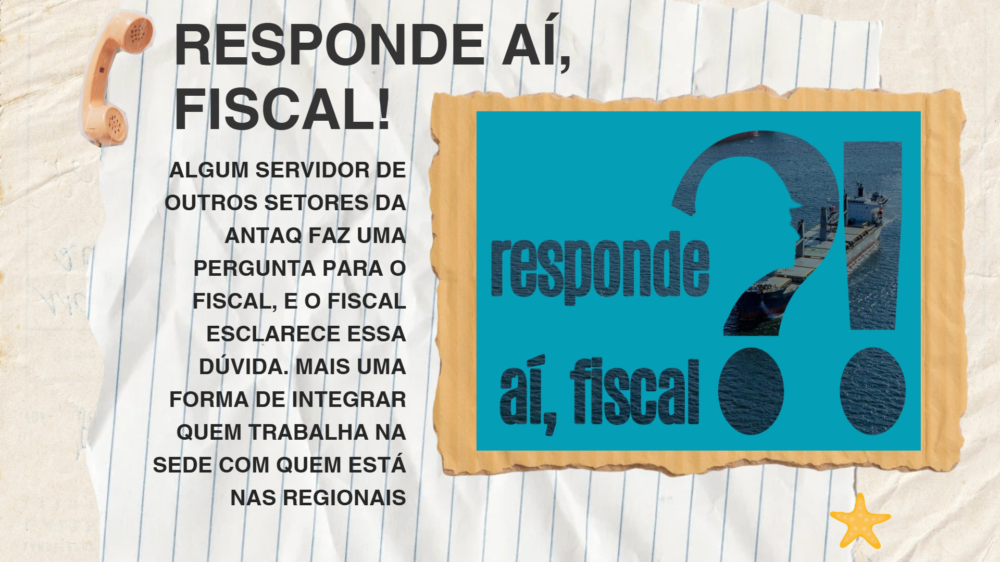 RESPONDE AÍ,
FISCAL!
ALGUM SERVIDOR DE
OUTROS SETORES DA
ANTAQ FAZ UMA
PERGUNTA PARA O
FISCAL, E O FISCAL
ESCLARECE ESSA
DÚVIDA. MAIS UMA
FORMA DE INTEGRAR
QUEM TRABALHA NA
SEDE COM QUEM ESTÁ
NAS REGIONAIS
responde
aí, fiscal
?!